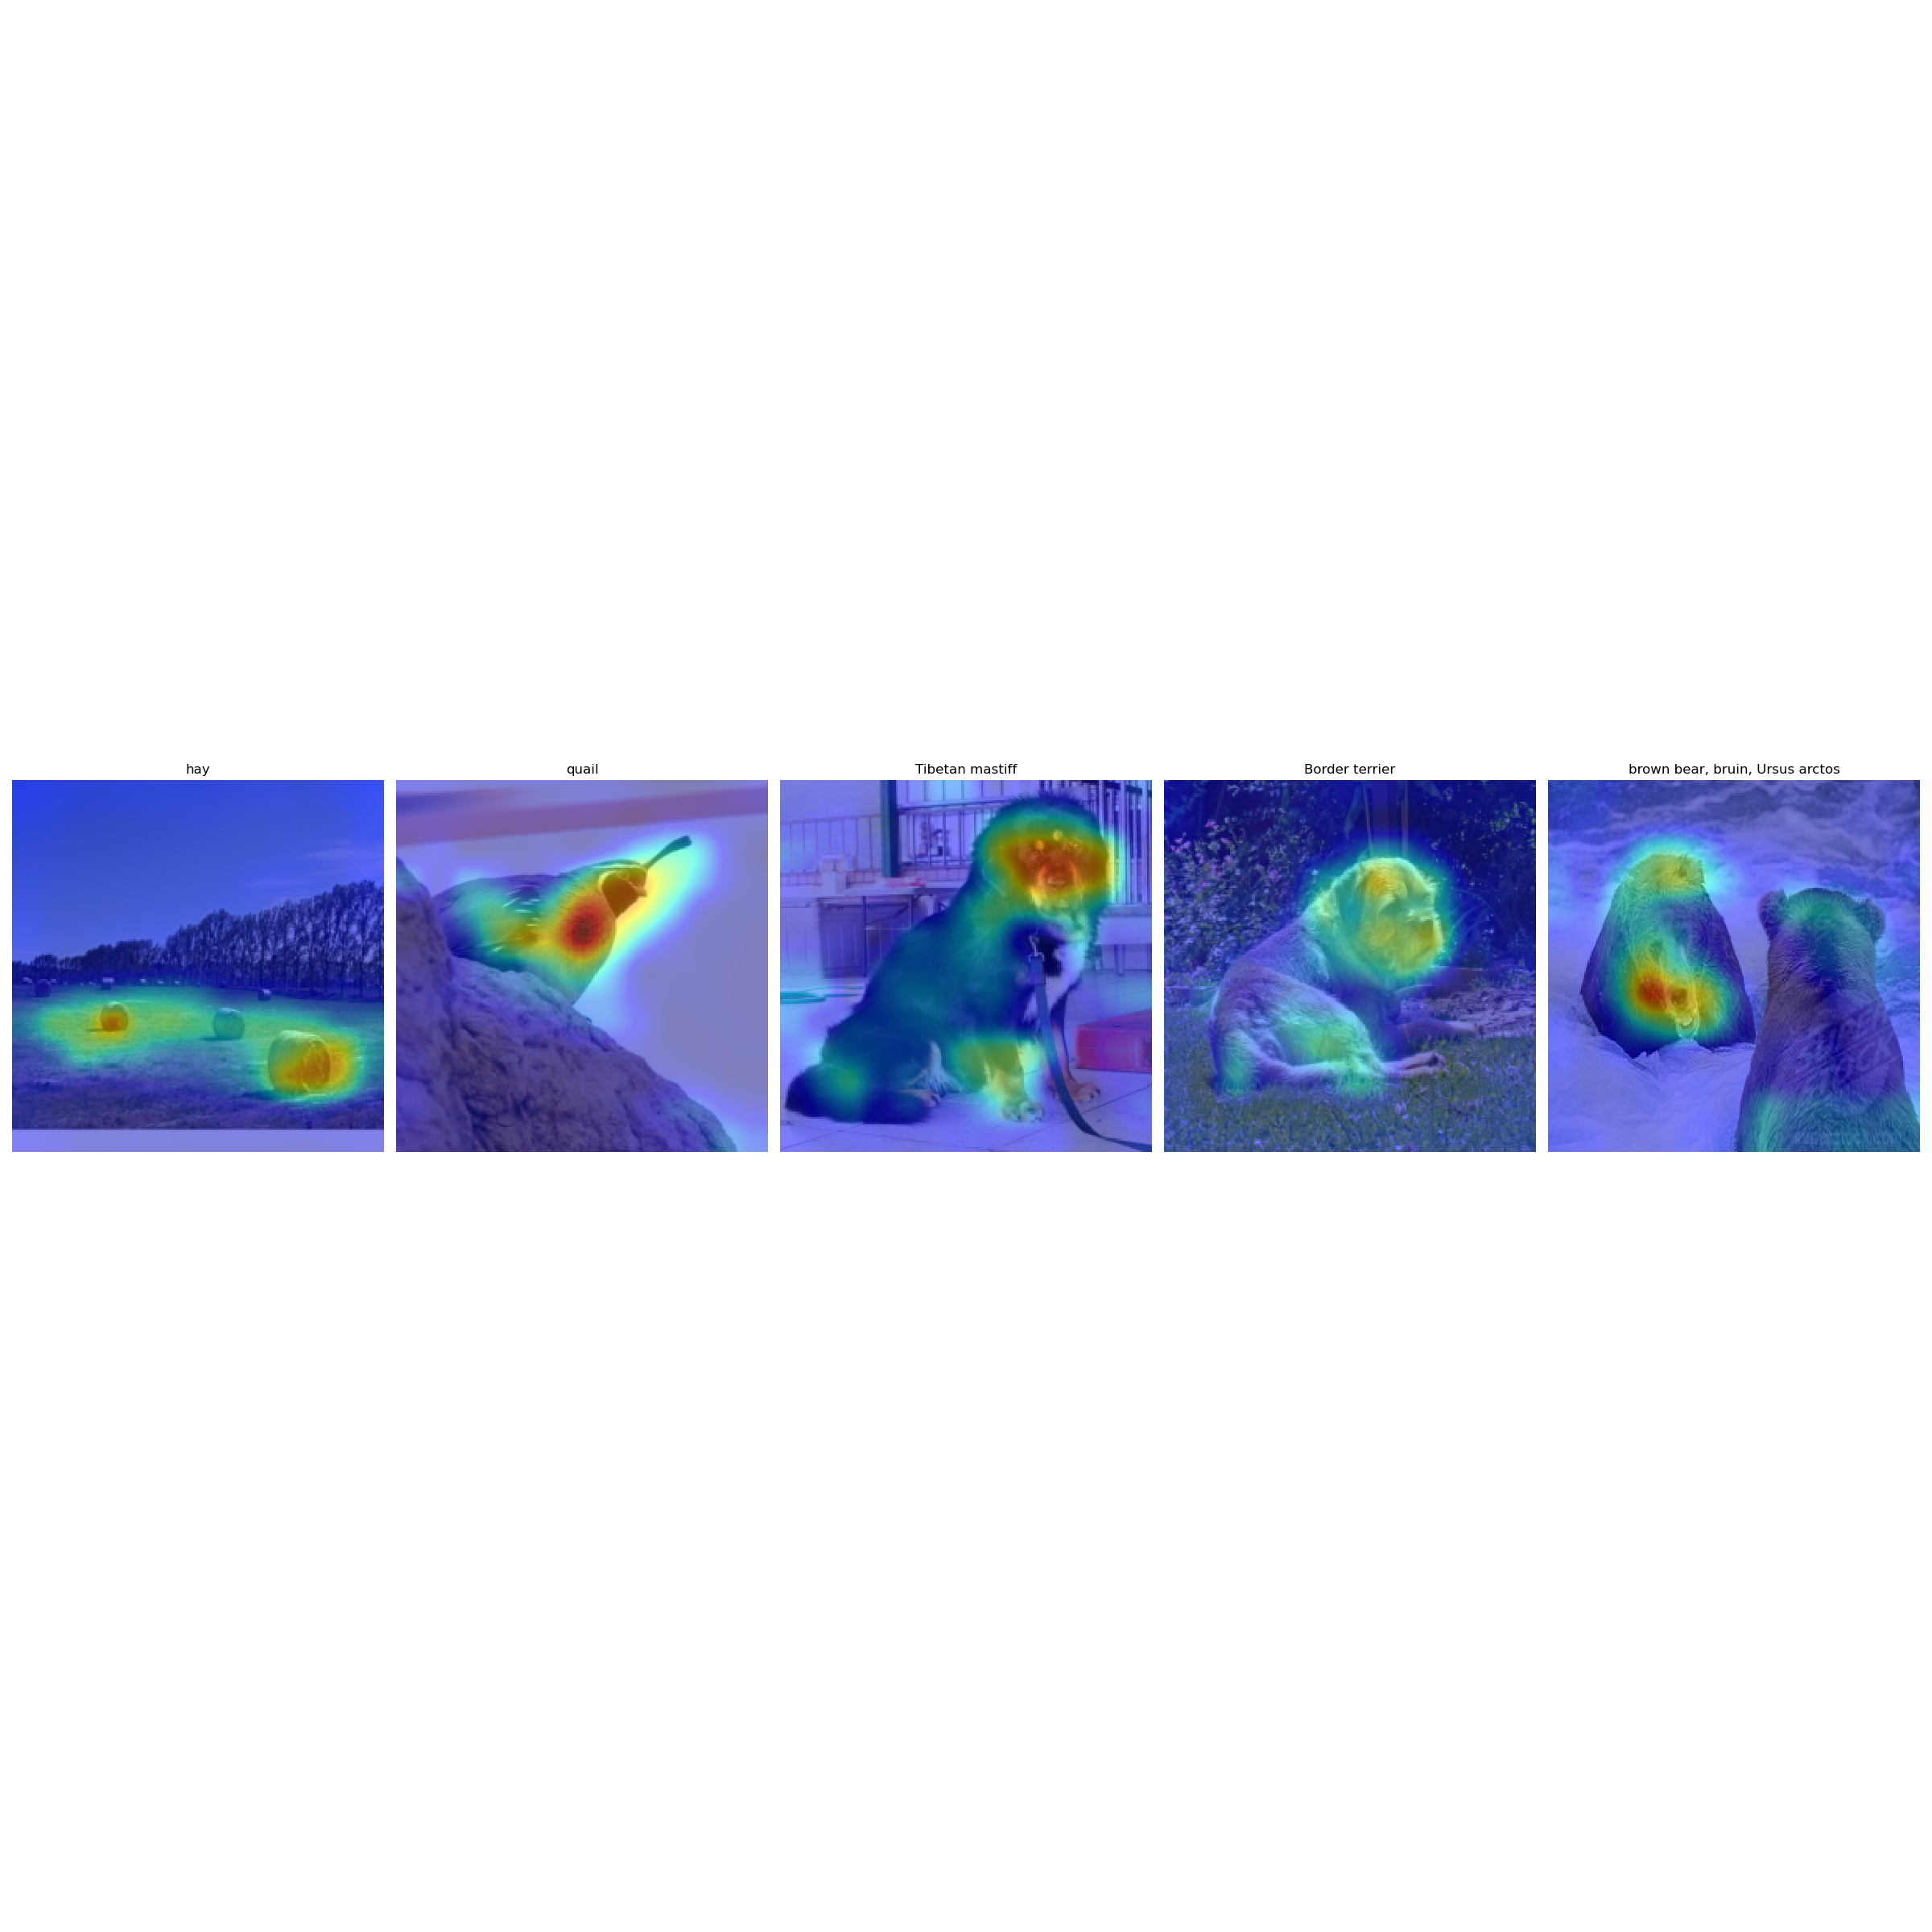 hay
quail
Tibetan mastiff
Border terrier
brown bear, bruin, Ursus arctos